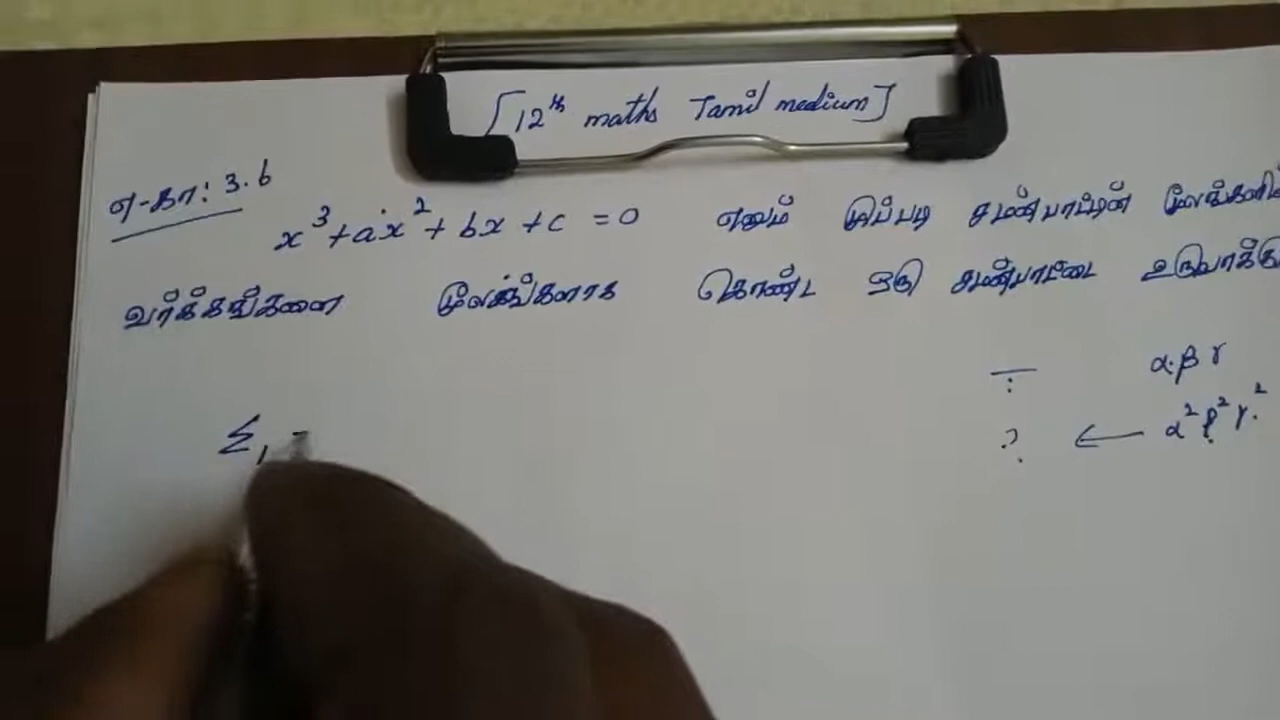 [12th maths Tamil medium]
எ-கா: 3.6
x³+ax²+bx+c=0 எனும் முப்படி சமன்பாட்டின் மூலங்களின்
வர்க்கங்களை மூலங்களாக கொண்ட ஒரு சமன்பாட்டை உருவாக்கு
α.β γ
? ← α² β² γ²
Σ₁ =